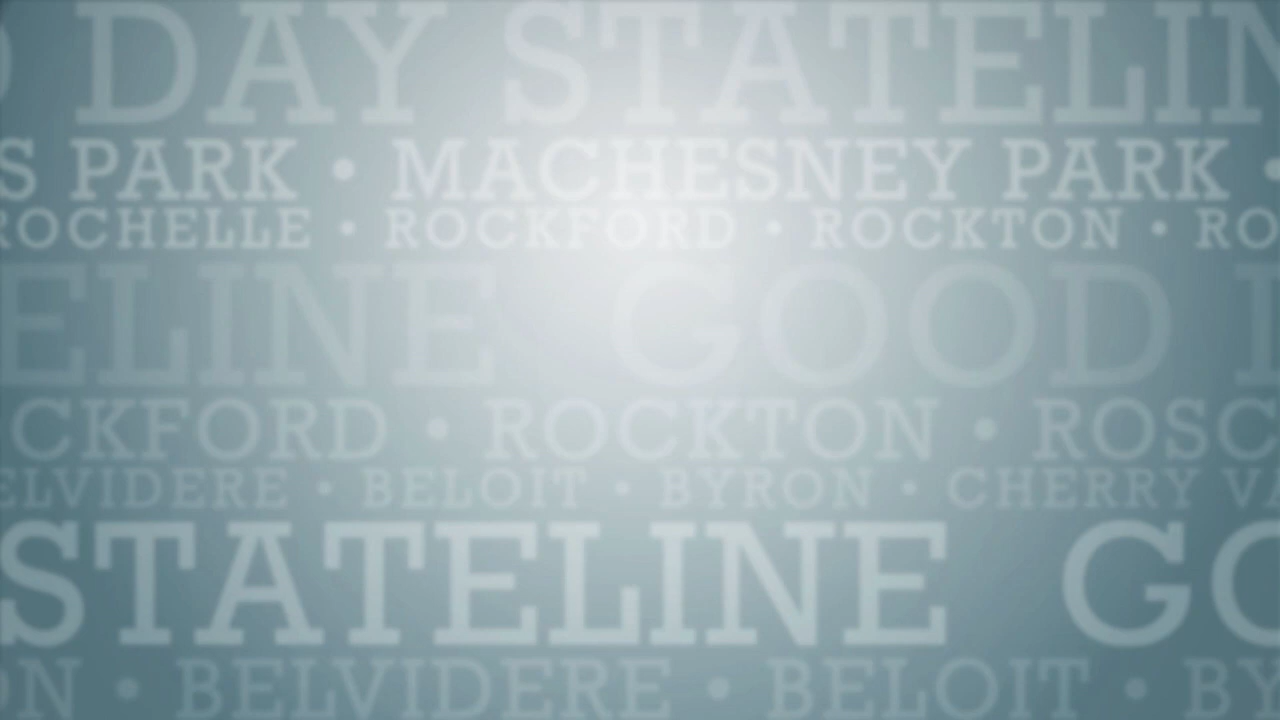 DAY STATELIN
S PARK • MACHESNEY PARK •
ROCHELLE • ROCKFORD • ROCKTON • RO
ELINE GOOD D
CKFORD • ROCKTON • ROSC
ELVIDERE • BELOIT • BYRON • CHERRY VA
STATELINE GO
ON • BELVIDERE • BELOIT • BY